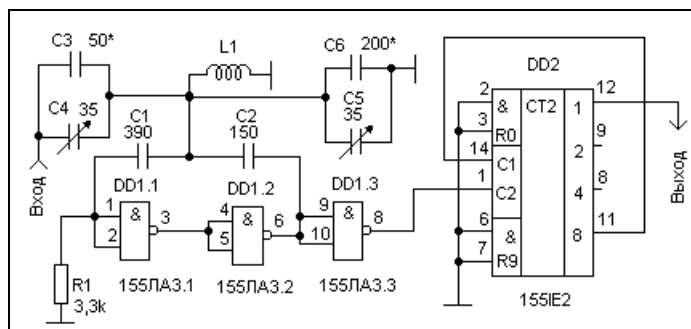 C3 50*
L1
C6 200*
DD2
C4 35
C1
390
C2
150
C5
35
Вход
DD1.1
DD1.2
DD1.3
1
2
&
3
4
5
&
6
9
10
&
8
R1
3,3k
155ЛА3.1
155ЛА3.2
155ЛА3.3
2
3
14
1
6
7
&
R0
C1
C2
&
R9
CT2
1
2
4
8
12
9
8
11
155IE2
Выход